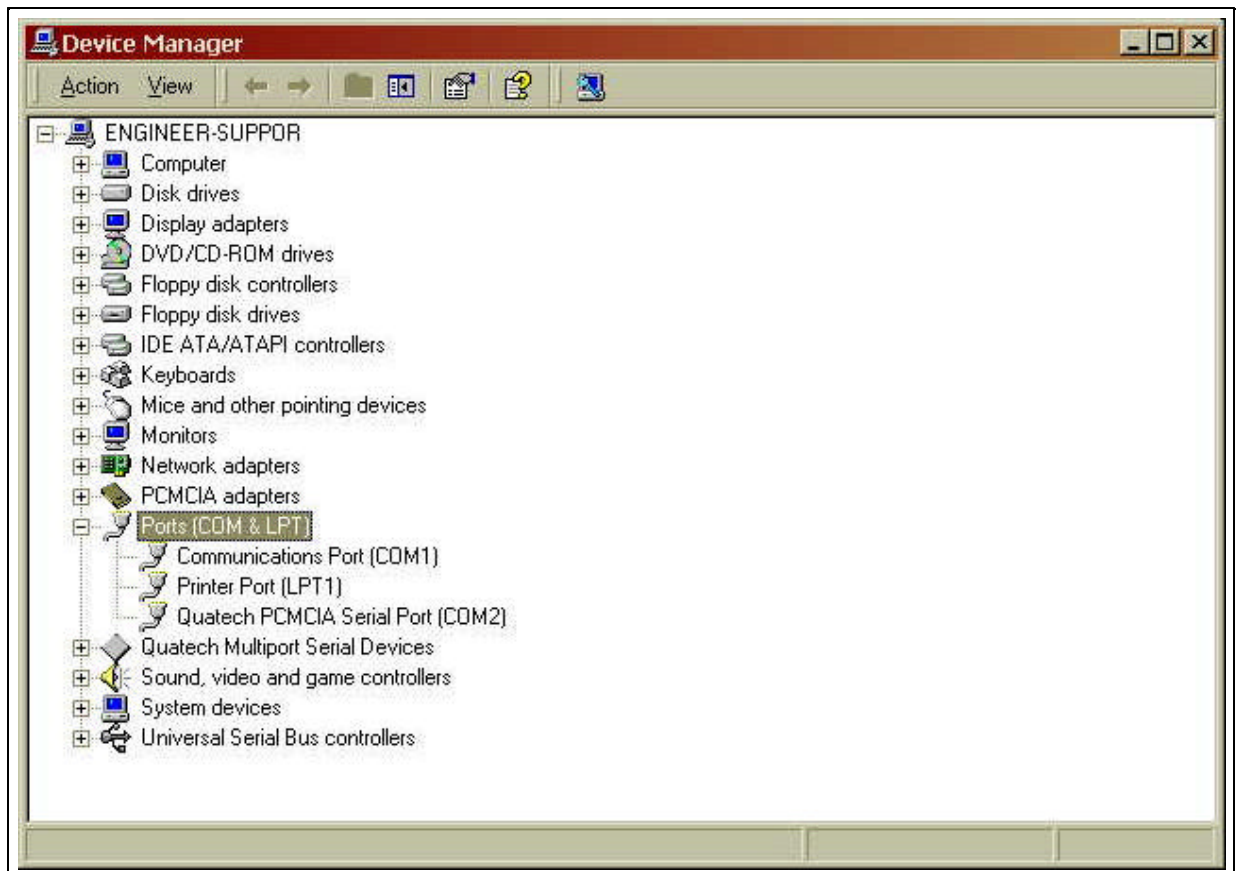 Device Manager
Action View
ENGINEER-SUPPOR
Computer
Disk drives
Display adapters
DVD/CD-ROM drives
Floppy disk controllers
Floppy disk drives
IDE ATA/ATAPI controllers
Keyboards
Mice and other pointing devices
Monitors
Network adapters
PCMCIA adapters
Ports (COM & LPT)
Communications Port (COM1)
Printer Port (LPT1)
Quatech PCMCIA Serial Port (COM2)
Quatech Multiport Serial Devices
Sound, video and game controllers
System devices
Universal Serial Bus controllers